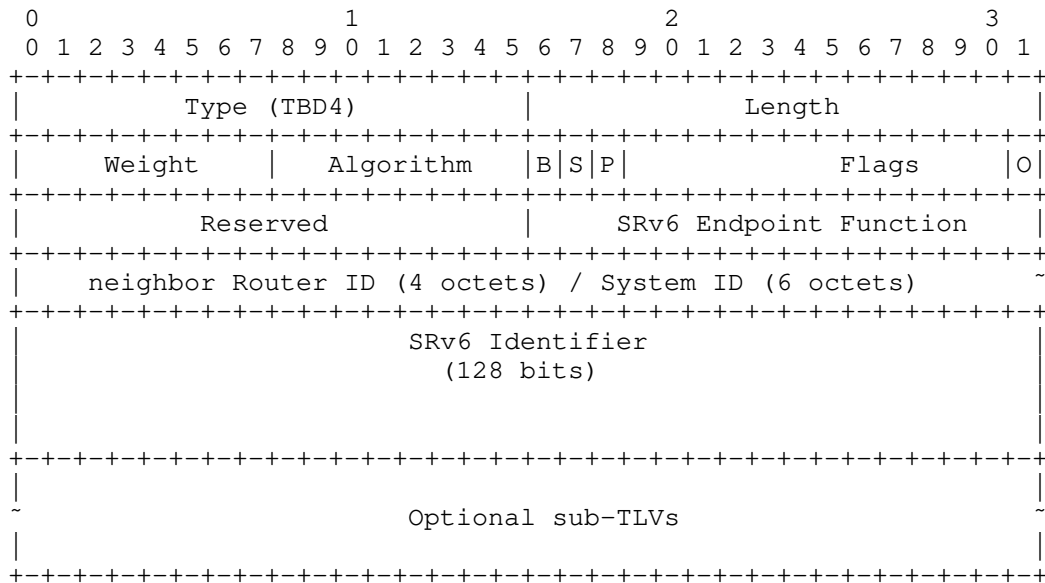 0                   1                   2                   3
 0 1 2 3 4 5 6 7 8 9 0 1 2 3 4 5 6 7 8 9 0 1 2 3 4 5 6 7 8 9 0 1
+-+-+-+-+-+-+-+-+-+-+-+-+-+-+-+-+-+-+-+-+-+-+-+-+-+-+-+-+-+-+-+-+
|          Type (TBD4)          |             Length            |
+-+-+-+-+-+-+-+-+-+-+-+-+-+-+-+-+-+-+-+-+-+-+-+-+-+-+-+-+-+-+-+-+
|     Weight    |   Algorithm   |B|S|P|             Flags     |O|
+-+-+-+-+-+-+-+-+-+-+-+-+-+-+-+-+-+-+-+-+-+-+-+-+-+-+-+-+-+-+-+-+
|           Reserved            |     SRv6 Endpoint Function    |
+-+-+-+-+-+-+-+-+-+-+-+-+-+-+-+-+-+-+-+-+-+-+-+-+-+-+-+-+-+-+-+-+
|    neighbor Router ID (4 octets) / System ID (6 octets)       ~
+-+-+-+-+-+-+-+-+-+-+-+-+-+-+-+-+-+-+-+-+-+-+-+-+-+-+-+-+-+-+-+-+
|                        SRv6 Identifier                        |
|                          (128 bits)                           |
|                                                               |
|                                                               |
+-+-+-+-+-+-+-+-+-+-+-+-+-+-+-+-+-+-+-+-+-+-+-+-+-+-+-+-+-+-+-+-+
|                                                               |
~                        Optional sub-TLVs                      ~
|                                                               |
+-+-+-+-+-+-+-+-+-+-+-+-+-+-+-+-+-+-+-+-+-+-+-+-+-+-+-+-+-+-+-+-+